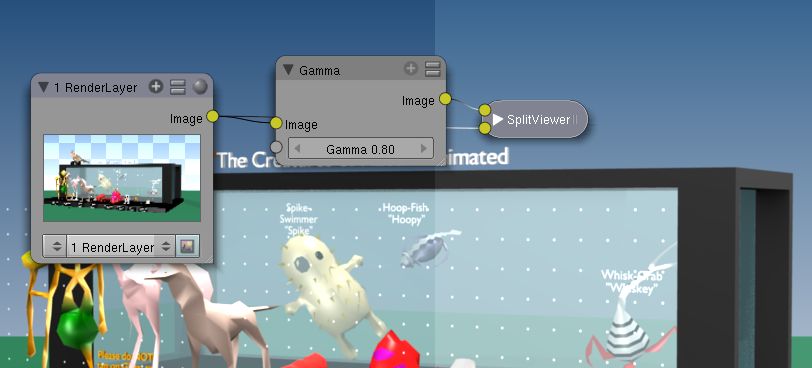 Gamma
1 RenderLayer
Image
Image
Image
Gamma 0.80
SplitViewer
1 RenderLayer
The
Spike-
Swimmer
"Spike"
Hoop-Fish
"Hoopy"
Whisk-Crab
"Whiskey"
Please do NOT